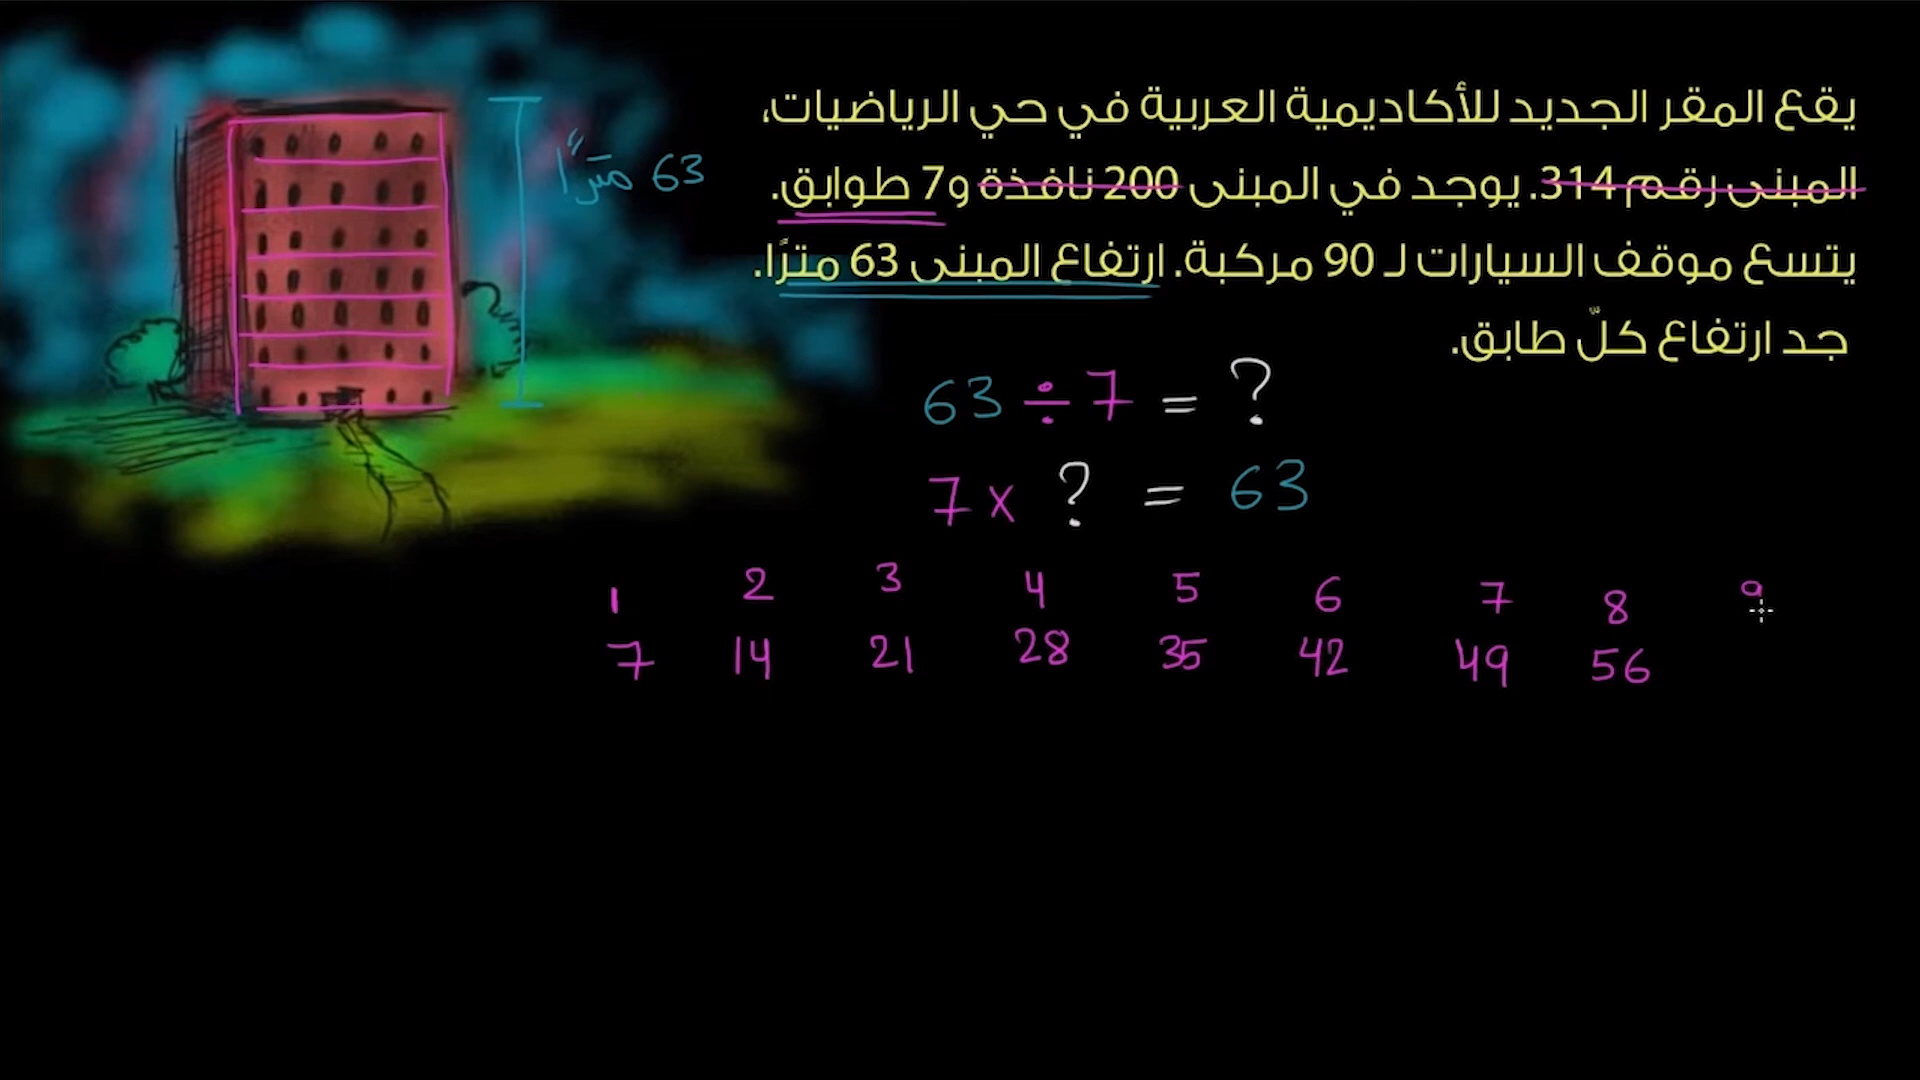 يقع المقر الجديد للأكاديمية العربية في حي الرياضيات،
المبنى رقم 314. يوجد في المبنى 200 نافذة و7 طوابق.
يتسع موقف السيارات لـ 90 مركبة. ارتفاع المبنى 63 مترًا.
جد ارتفاع كلّ طابق.
63 مترًا
63 ÷ 7 = ?
7 x ? = 63
1 2 3 4 5 6 7 8 9
7 14 21 28 35 42 49 56